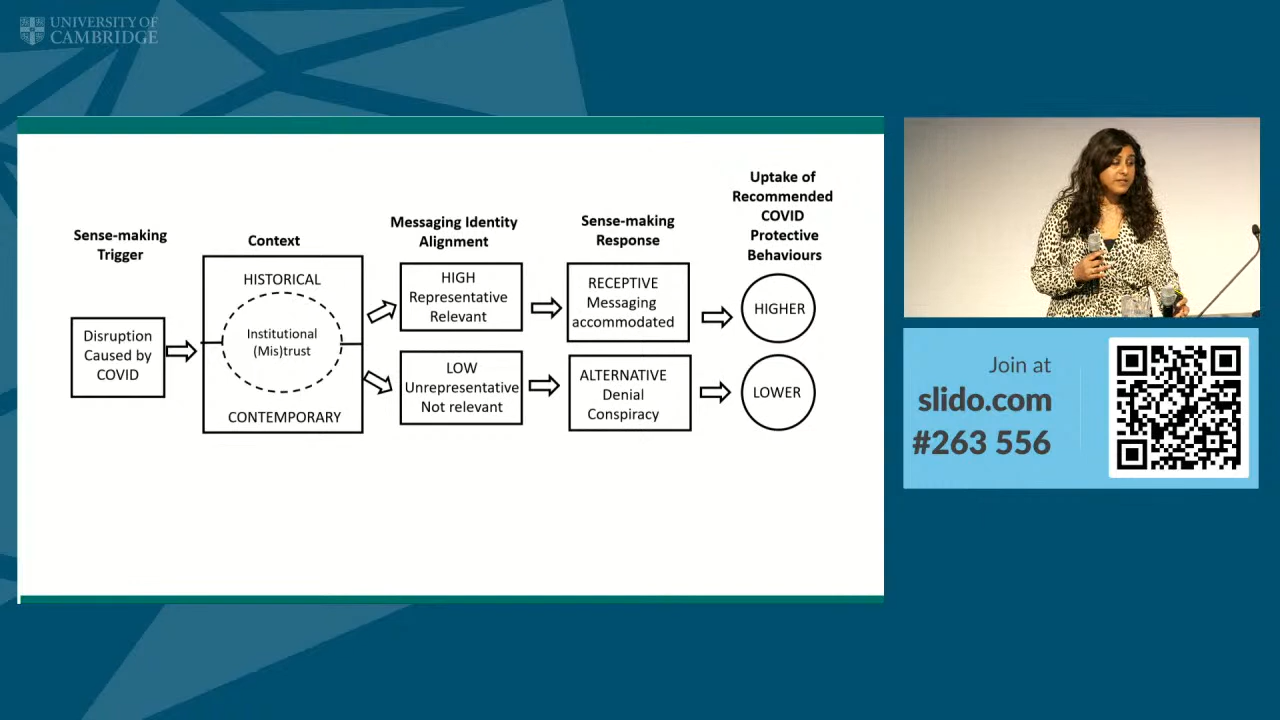 UNIVERSITY OF
CAMBRIDGE
Sense-making
Trigger
Disruption
Caused by
COVID
Context
HISTORICAL
Institutional
(Mis)trust
CONTEMPORARY
Messaging Identity
Alignment
HIGH
Representative
Relevant
LOW
Unrepresentative
Not relevant
Sense-making
Response
RECEPTIVE
Messaging
accommodated
ALTERNATIVE
Denial
Conspiracy
Uptake of
Recommended
COVID
Protective
Behaviours
HIGHER
LOWER
Join at
slido.com
#263 556